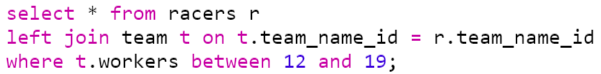 select * from racers r
left join team t on t.team_name_id = r.team_name_id
where t.workers between 12 and 19;